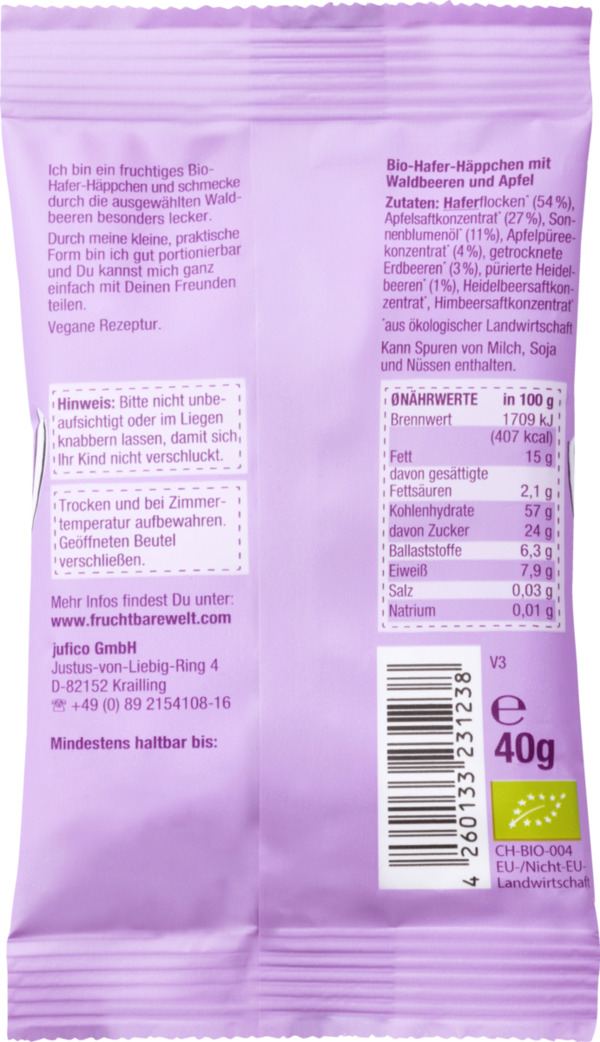 Ich bin ein fruchtiges Bio-
Hafer-Häppchen und schmecke
durch die ausgewählten Wald-
beeren besonders lecker.
Durch meine kleine, praktische
Form bin ich gut portionierbar
und Du kannst mich ganz
einfach mit Deinen Freunden
teilen.
Vegane Rezeptur.
Hinweis: Bitte nicht unbe-
aufsichtigt oder im Liegen
knabbern lassen, damit sich
Ihr Kind nicht verschluckt.
Trocken und bei Zimmer-
temperatur aufbewahren.
Geöffneten Beutel
verschließen.
Mehr Infos findest Du unter:
www.fruchtbarewelt.com
jufico GmbH
Justus-von-Liebig-Ring 4
D-82152 Krailling
☏ +49 (0) 89 2154108-16
Mindestens haltbar bis:
Bio-Hafer-Häppchen mit
Waldbeeren und Apfel
Zutaten: Haferflocken* (54%),
Apfelsaftkonzentrat* (27%), Son-
nenblumenöl* (11%), Apfelpüree-
konzentrat* (4%), getrocknete
Erdbeeren* (3%), pürierte Heidel-
beeren* (1%), Heidelbeersaftkon-
zentrat*, Himbeersaftkonzentrat*
*aus ökologischer Landwirtschaft
Kann Spuren von Milch, Soja
und Nüssen enthalten.
ØNÄHRWERTE in 100 g
Brennwert 1709 kJ
(407 kcal)
Fett 15 g
davon gesättigte
Fettsäuren 2,1 g
Kohlenhydrate 57 g
davon Zucker 24 g
Ballaststoffe 6,3 g
Eiweiß 7,9 g
Salz 0,03 g
Natrium 0,01 g
4 260133 231238
V3
℮
40g
CH-BIO-004
EU-/Nicht-EU-
Landwirtschaft